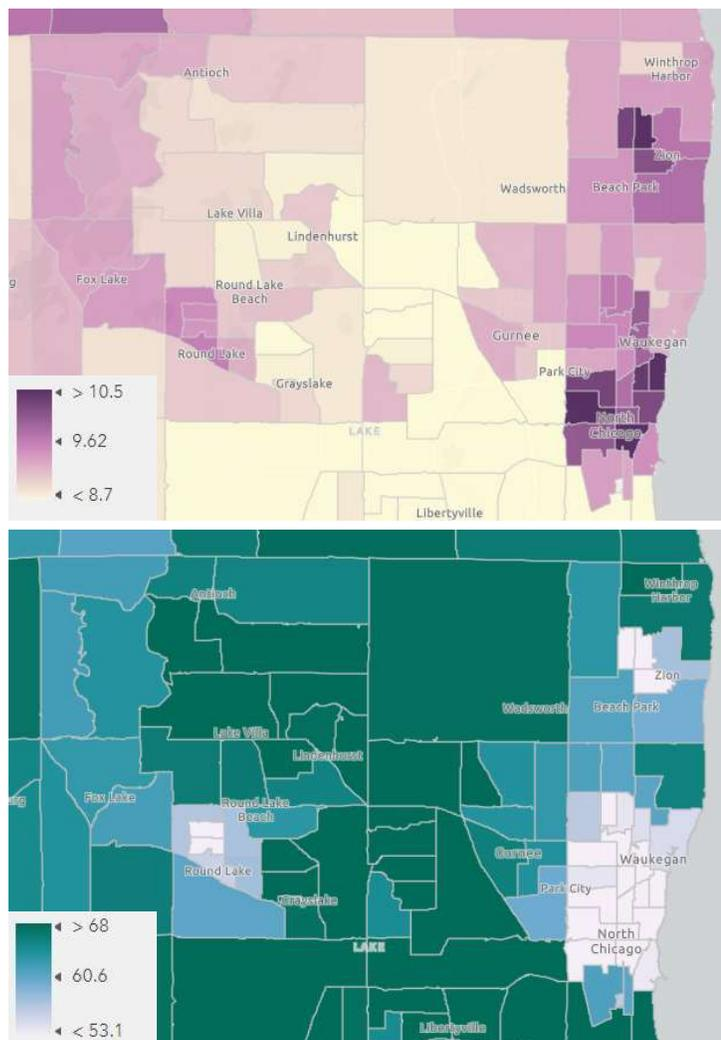 Antioch
Winthrop
Harbor
Zion
Wadsworth
Beach Park
Lake Villa
Lindenhurst
g
Fox Lake
Round Lake
Beach
Gurnee
Waukegan
Round Lake
Park City
Grayslake
> 10.5
North
Chicago
LAKE
9.62
< 8.7
Libertyville
Antioch
Winthrop
Harbor
Zion
Wadsworth
Beach Park
Lake Villa
Lindenhurst
urg
Fox Lake
Round Lake
Beach
Gurnee
Waukegan
Round Lake
Park City
Grayslake
> 68
North
Chicago
LAKE
60.6
< 53.1
Libertyville